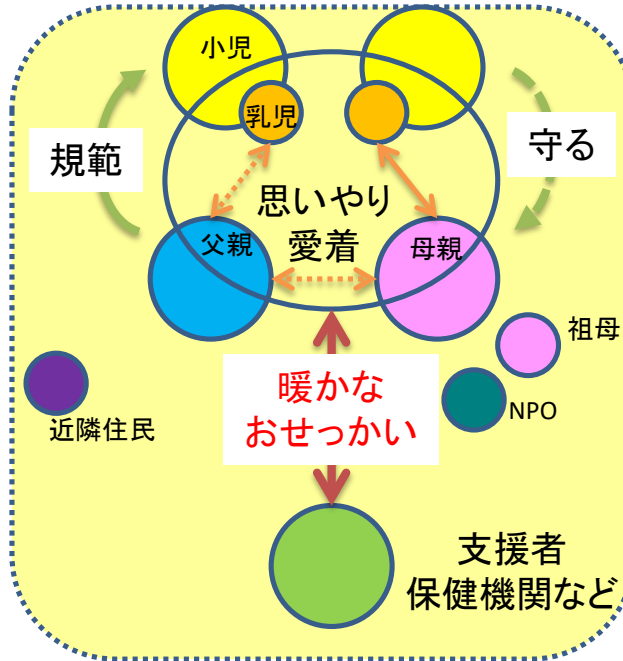 小児
乳児
規範
守る
思いやり
愛着
父親
母親
祖母
暖かな
おせっかい
NPO
近隣住民
支援者
保健機関など